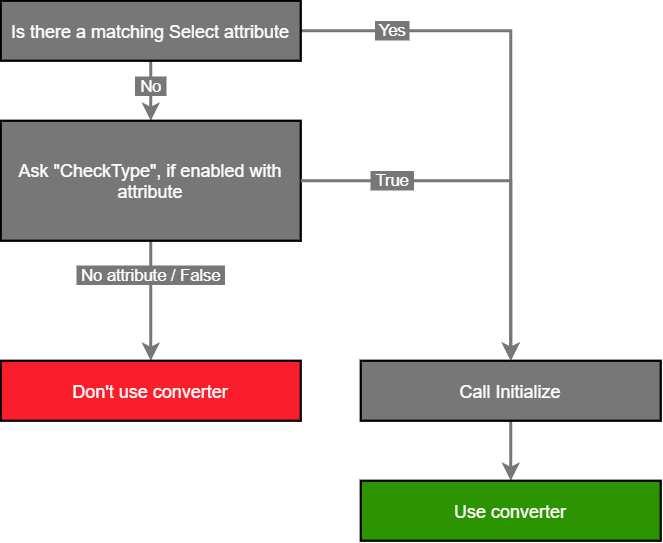 Is there a matching Select attribute
Yes
No
Ask "CheckType", if enabled with
attribute
True
No attribute / False
Don't use converter
Call Initialize
Use converter